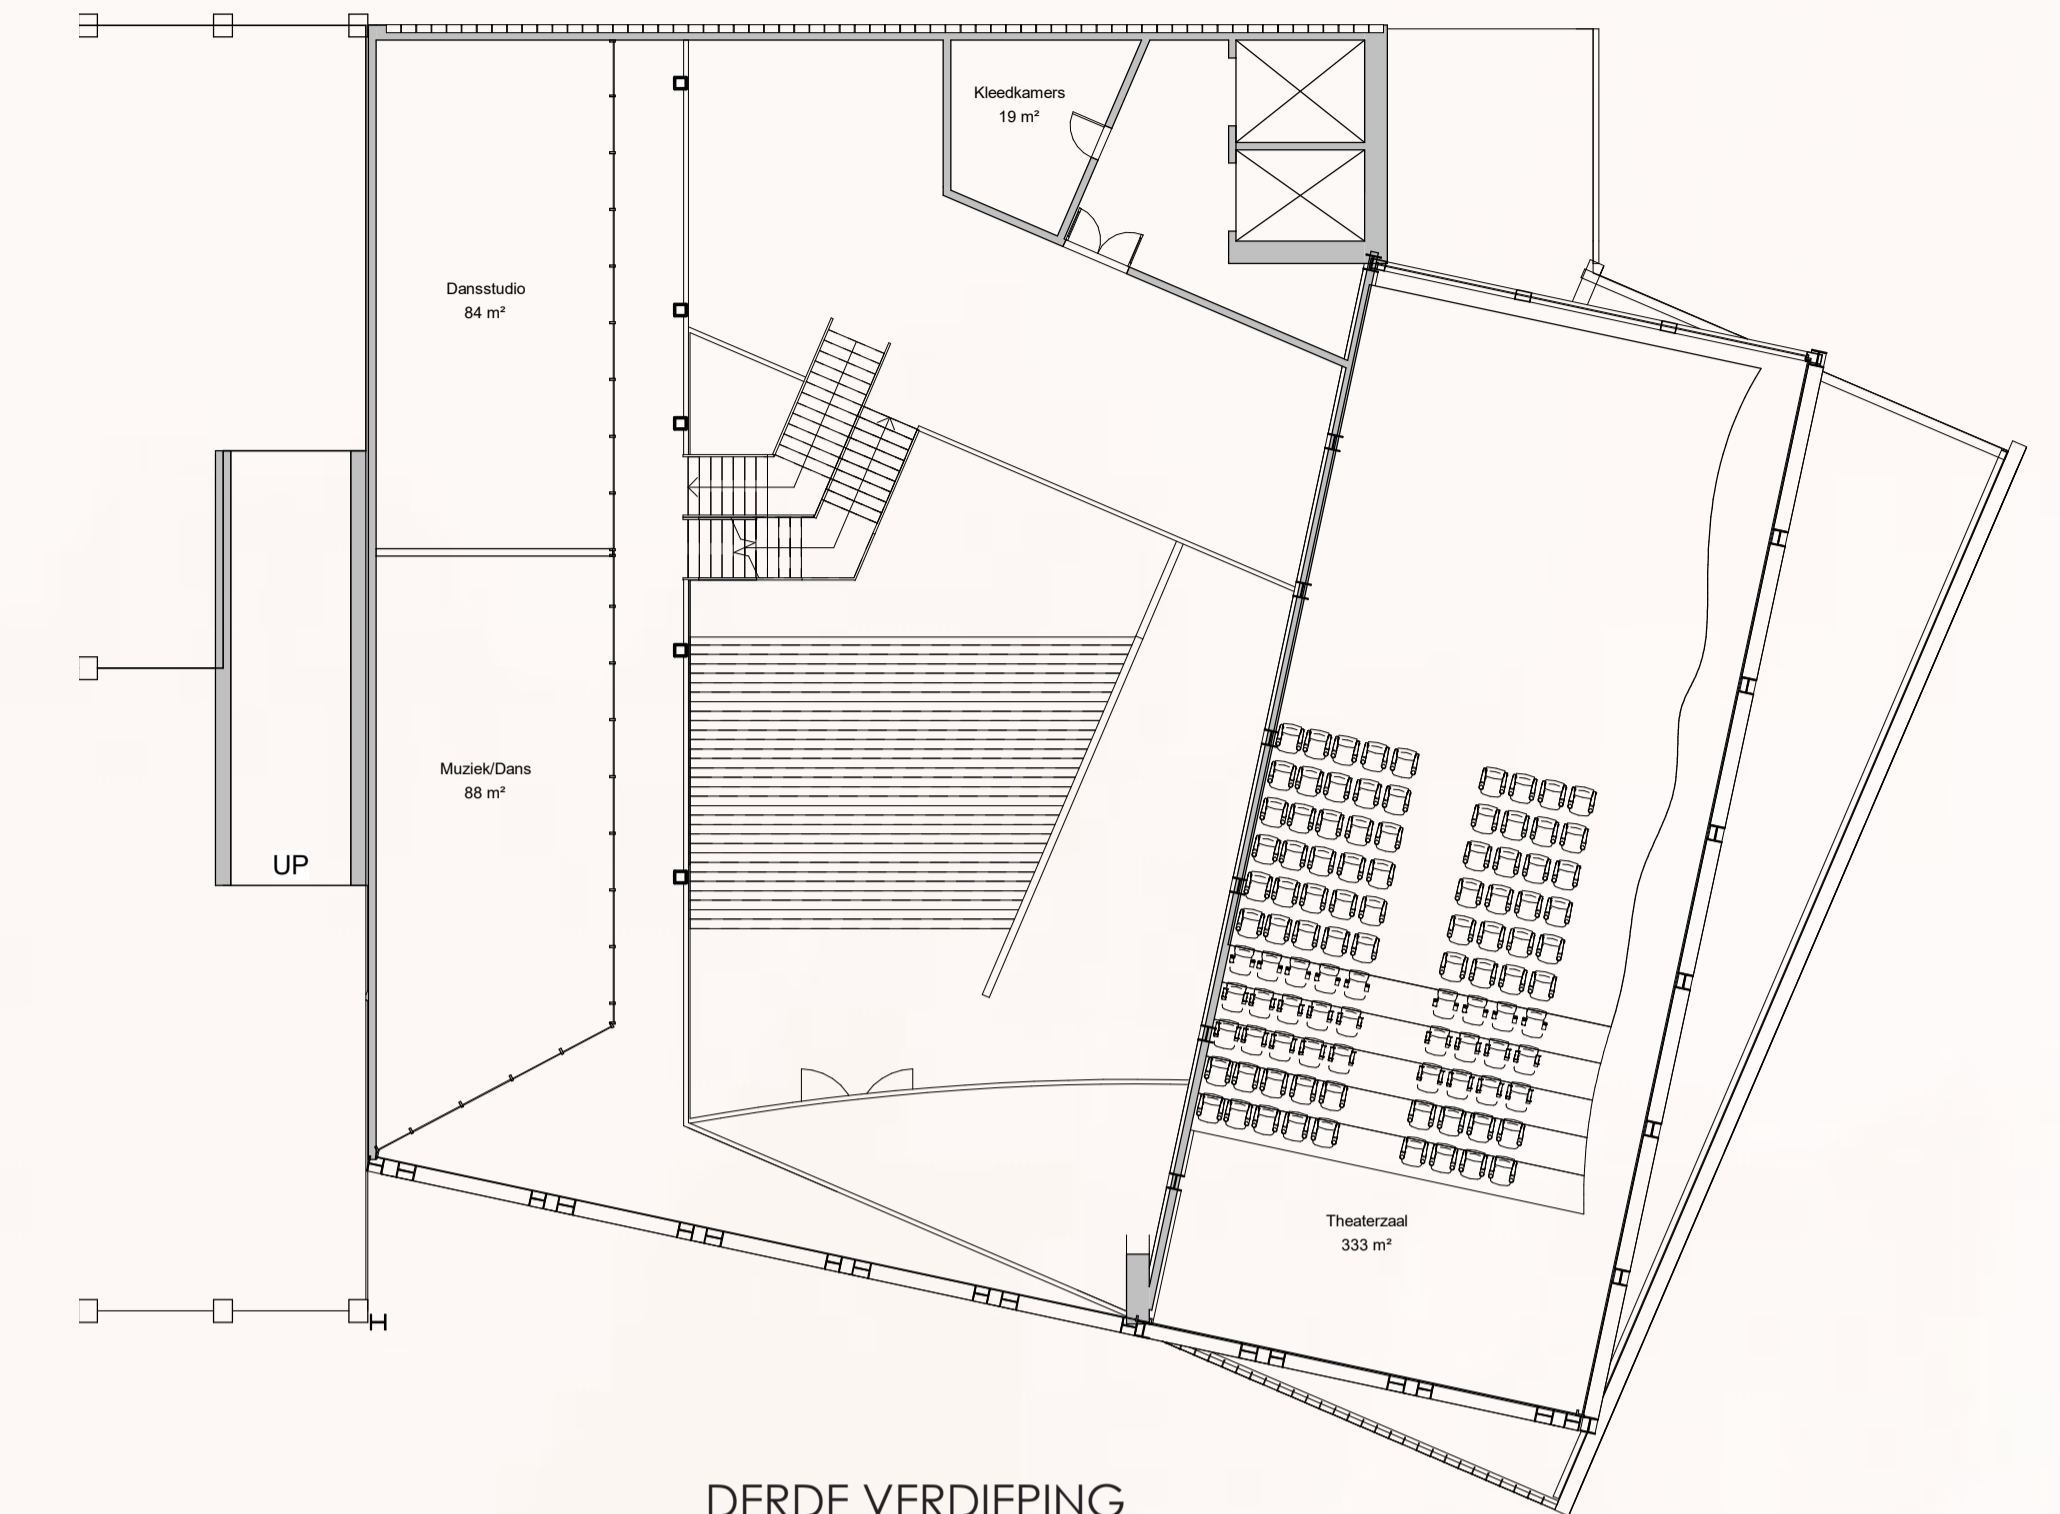 Kleedkamers
19 m²
Dansstudio
84 m²
Muziek/Dans
88 m²
UP
Theaterzaal
333 m²
DERDE VERDIEPING